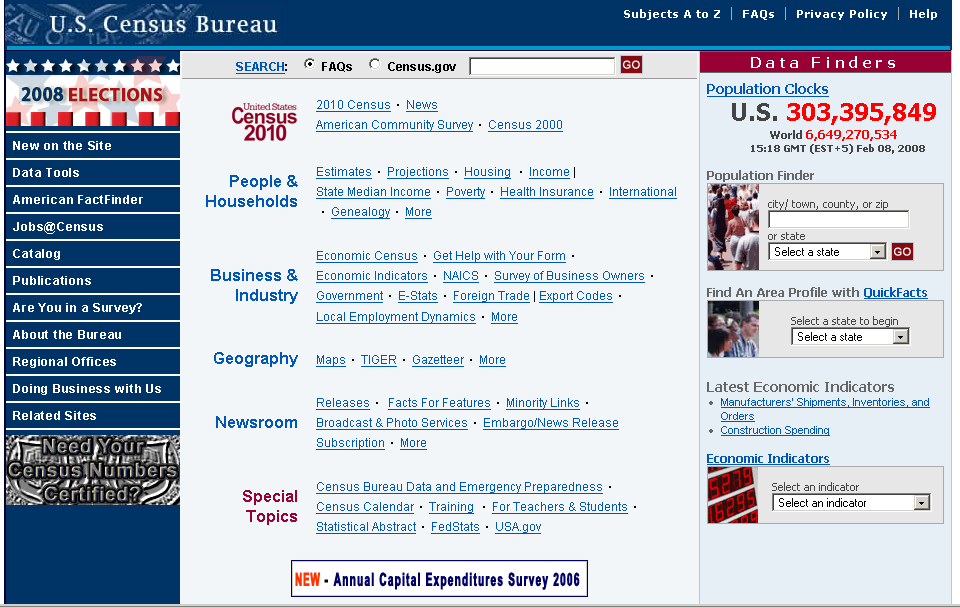 U.S. Census Bureau
Subjects A to Z | FAQs | Privacy Policy | Help
2008 ELECTIONS
New on the Site
Data Tools
American FactFinder
Jobs@Census
Catalog
Publications
Are You in a Survey?
About the Bureau
Regional Offices
Doing Business with Us
Related Sites
Need Your
Census Numbers
Certified?
SEARCH: FAQs Census.gov GO
United States
Census
2010
2010 Census · News
American Community Survey · Census 2000
People &
Households
Estimates · Projections · Housing · Income |
State Median Income · Poverty · Health Insurance · International
· Genealogy · More
Business &
Industry
Economic Census · Get Help with Your Form ·
Economic Indicators · NAICS · Survey of Business Owners ·
Government · E-Stats · Foreign Trade | Export Codes ·
Local Employment Dynamics · More
Geography
Maps · TIGER · Gazetteer · More
Newsroom
Releases · Facts For Features · Minority Links ·
Broadcast & Photo Services · Embargo/News Release
Subscription · More
Special
Topics
Census Bureau Data and Emergency Preparedness ·
Census Calendar · Training · For Teachers & Students ·
Statistical Abstract · FedStats · USA.gov
NEW - Annual Capital Expenditures Survey 2006
Data Finders
Population Clocks
U.S. 303,395,849
World 6,649,270,534
15:18 GMT (EST+5) Feb 08, 2008
Population Finder
city/ town, county, or zip
or state
Select a state GO
Find An Area Profile with QuickFacts
Select a state to begin
Select a state
Latest Economic Indicators
• Manufacturers' Shipments, Inventories, and
Orders
• Construction Spending
Economic Indicators
Select an indicator
Select an indicator